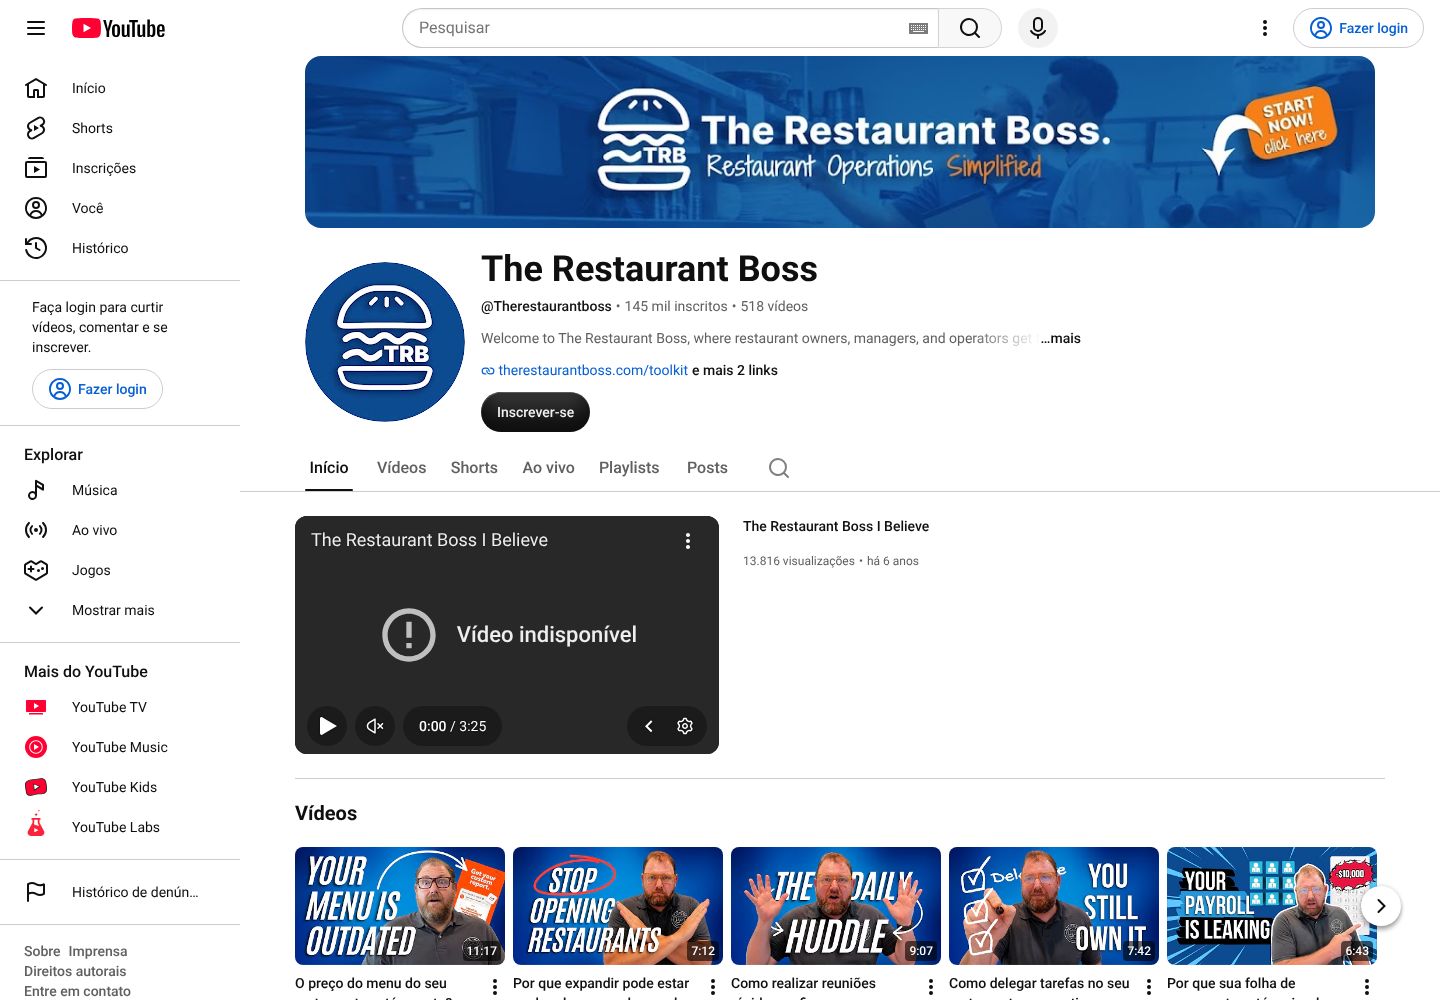 YouTube
Pesquisar
Fazer login
Início
Shorts
Inscrições
Você
Histórico
Faça login para curtir
vídeos, comentar e se
inscrever.
Fazer login
Explorar
Música
Ao vivo
Jogos
Mostrar mais
Mais do YouTube
YouTube TV
YouTube Music
YouTube Kids
YouTube Labs
Histórico de denún...
Sobre Imprensa
Direitos autorais
Entre em contato
TRB
The Restaurant Boss.
Restaurant Operations Simplified
START
NOW!
click here
TRB
The Restaurant Boss
@Therestaurantboss • 145 mil inscritos • 518 vídeos
Welcome to The Restaurant Boss, where restaurant owners, managers, and operators get ...mais
therestaurantboss.com/toolkit e mais 2 links
Inscrever-se
Início Vídeos Shorts Ao vivo Playlists Posts
The Restaurant Boss I Believe
Vídeo indisponível
0:00 / 3:25
The Restaurant Boss I Believe
13.816 visualizações • há 6 anos
Vídeos
YOUR
MENU IS
OUTDATED
Get your
custom
report.
11:17
O preço do menu do seu
STOP
OPENING
RESTAURANTS
7:12
Por que expandir pode estar
THE DAILY
HUDDLE
9:07
Como realizar reuniões
YOU
STILL
OWN IT
7:42
Como delegar tarefas no seu
YOUR
PAYROLL
IS LEAKING
$10,000
6:43
Por que sua folha de